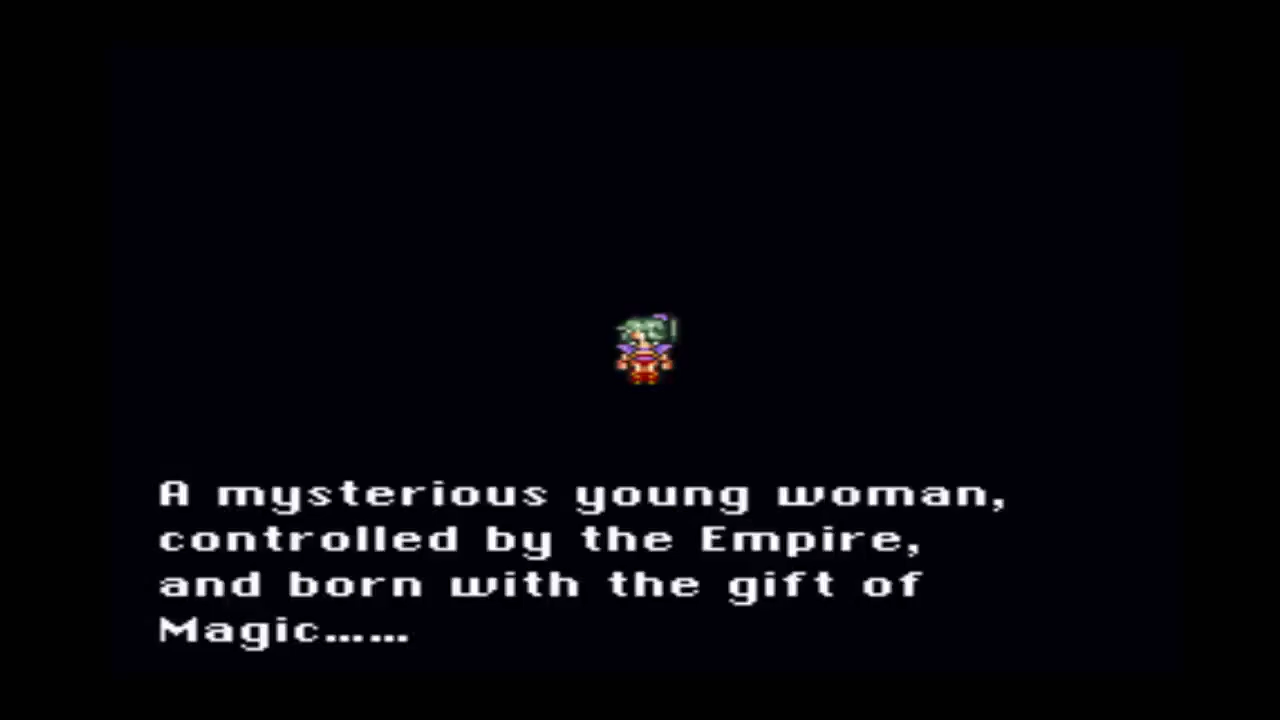 A mysterious young woman,
controlled by the Empire,
and born with the gift of
Magic……